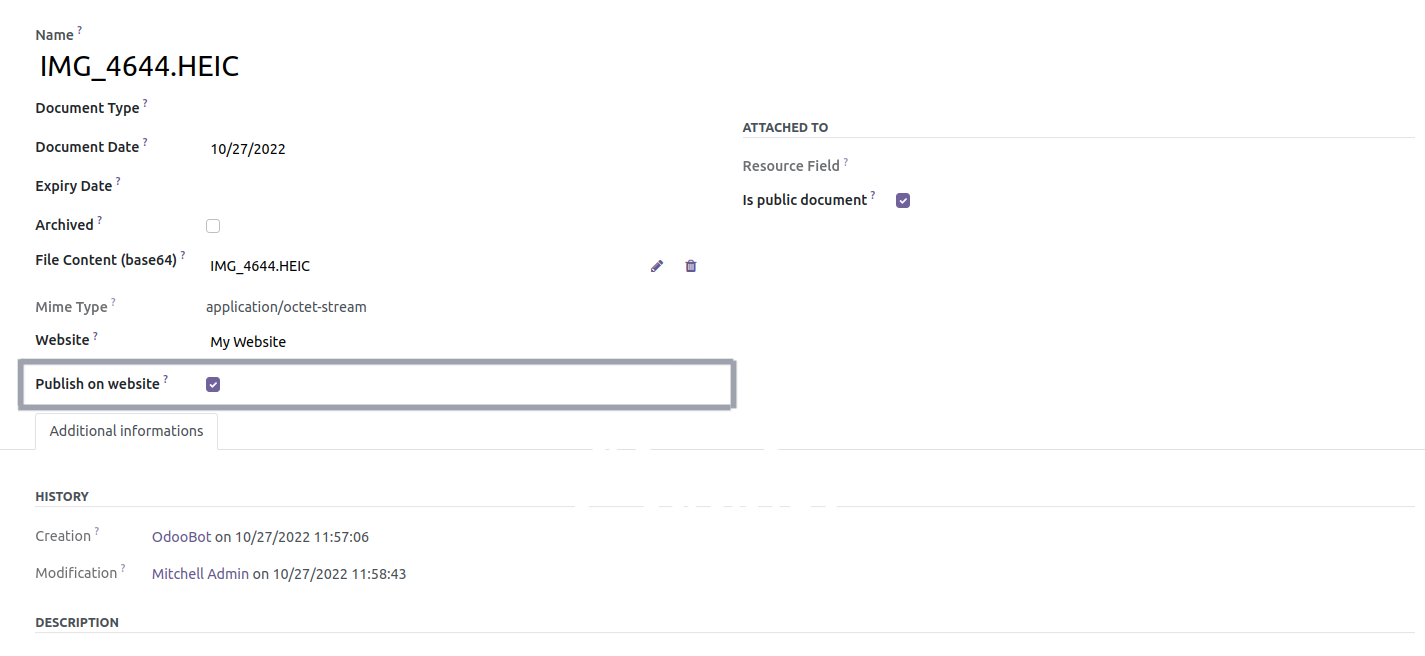 Name ?
IMG_4644.HEIC
Document Type ?
Document Date ? 10/27/2022
Expiry Date ?
Archived ?
File Content (base64) ? IMG_4644.HEIC
Mime Type ? application/octet-stream
Website ? My Website
Publish on website ?
ATTACHED TO
Resource Field ?
Is public document ?
Additional informations
HISTORY
Creation ? OdooBot on 10/27/2022 11:57:06
Modification ? Mitchell Admin on 10/27/2022 11:58:43
DESCRIPTION